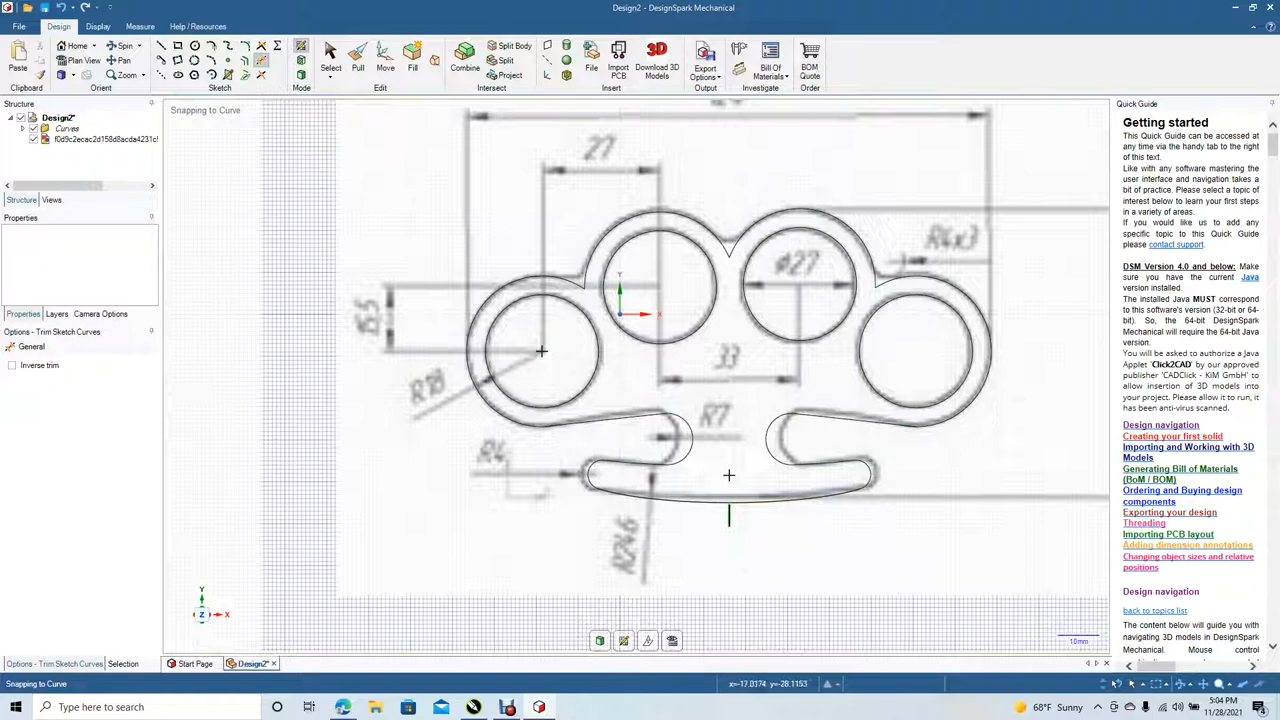 Design2* - DesignSpark Mechanical
File Design Display Measure Help / Resources
Paste
Home
Plan View
Pan
Spin
Zoom
Select
Pull
Move
Fill
Combine
Split Body
Split
Project
File
Import PCB
Download 3D Models
Export Options
Bill Of Materials
BOM Quote
Clipboard Orient Sketch Mode Edit Intersect Insert Output Investigate Order
Structure
Design2*
Curves
f0d9c2ecac2d158d8acda4231c5
Structure Views
Properties
Properties Layers Camera Options
Options - Trim Sketch Curves
General
Inverse trim
Options - Trim Sketch Curves Selection
Snapping to Curve
27
R4x3
⌀27
15.5
33
R18
R7
R4
R246
Y
X
Y
Z X
10mm
Quick Guide
Getting started
This Quick Guide can be accessed at
any time via the handy tab to the right
of this text.
Like with any software mastering the
user interface and navigation takes a
bit of practice. Please select a topic of
interest below to learn your first steps
in a variety of areas.
If you would like us to add any
specific topic to this Quick Guide
please contact support.
DSM Version 4.0 and below: Make
sure you have the current Java
version installed.
The installed Java MUST correspond
to this software's version (32-bit or 64-
bit). So, the 64-bit DesignSpark
Mechanical will require the 64-bit Java
version.
You will be asked to authorize a Java
Applet 'Click2CAD' by our approved
publisher 'CADClick - KiM GmbH' to
allow insertion of 3D models into
your project. Please allow it to run, it
has been anti-virus scanned.
Design navigation
Creating your first solid
Importing and Working with 3D
Models
Generating Bill of Materials
(BoM / BOM)
Ordering and Buying design
components
Exporting your design
Threading
Importing PCB layout
Adding dimension annotations
Changing object sizes and relative
positions
Design navigation
back to topics list
The content below will guide you with
navigating 3D models in DesignSpark
Mechanical. Mouse control
Start Page Design2*
Snapping to Curve
x=-17.0174 y=-28.1153
Type here to search
68°F Sunny
5:04 PM
11/28/2021